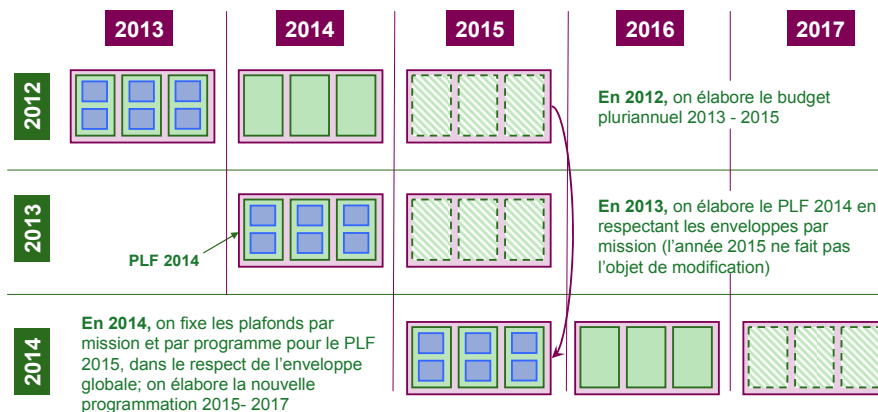 2013
2014
2015
2016
2017
2012
En 2012, on élabore le budget
pluriannuel 2013 - 2015
2013
PLF 2014
En 2013, on élabore le PLF 2014 en
respectant les enveloppes par
mission (l’année 2015 ne fait pas
l’objet de modification)
2014
En 2014, on fixe les plafonds par
mission et par programme pour le PLF
2015, dans le respect de l’enveloppe
globale; on élabore la nouvelle
programmation 2015- 2017